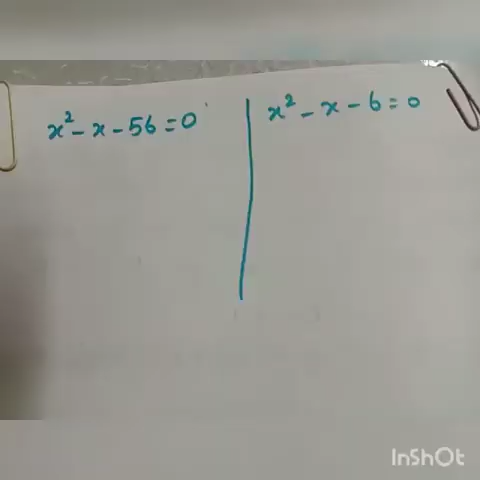 x² - x - 56 = 0
x² - x - 6 = 0
InShOt